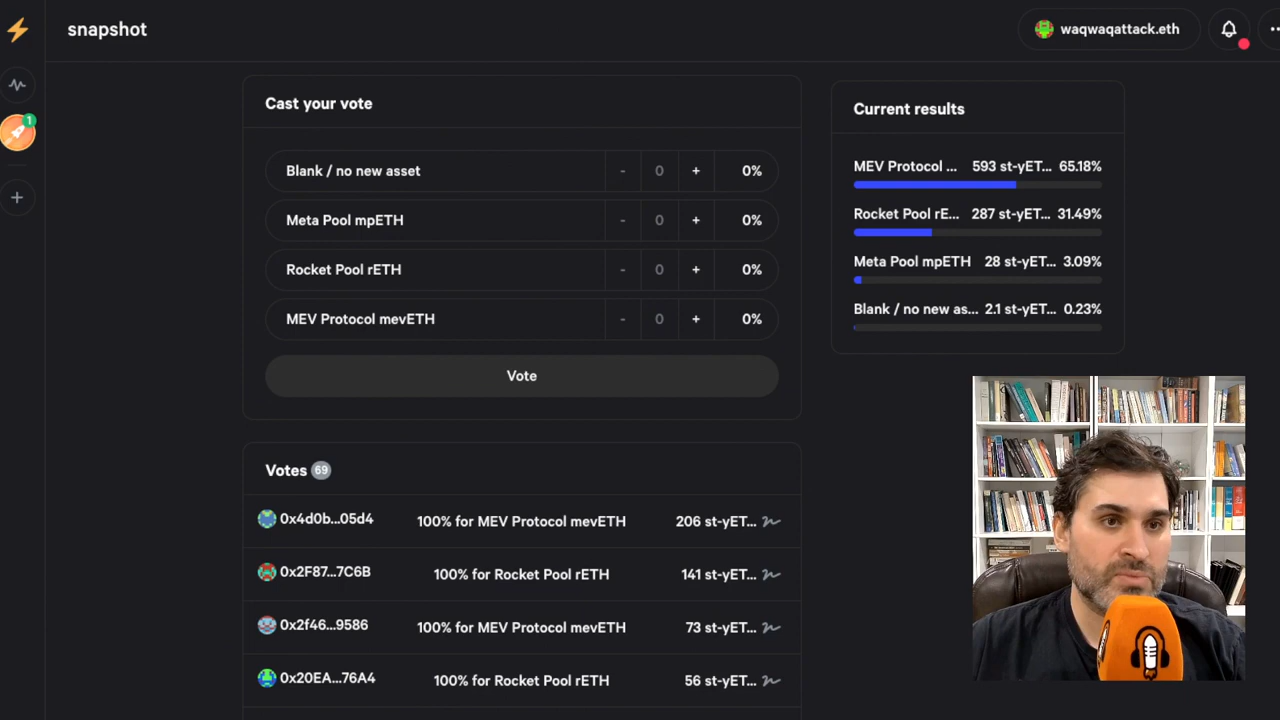 snapshot
waqwaqattack.eth
1
Cast your vote
Blank / no new asset - 0 + 0%
Meta Pool mpETH - 0 + 0%
Rocket Pool rETH - 0 + 0%
MEV Protocol mevETH - 0 + 0%
Vote
Current results
MEV Protocol ... 593 st-yET... 65.18%
Rocket Pool rE... 287 st-yET... 31.49%
Meta Pool mpETH 28 st-yET... 3.09%
Blank / no new as... 2.1 st-yET... 0.23%
Votes 69
0x4d0b...05d4 100% for MEV Protocol mevETH 206 st-yET...
0x2F87...7C6B 100% for Rocket Pool rETH 141 st-yET...
0x2f46...9586 100% for MEV Protocol mevETH 73 st-yET...
0x20EA...76A4 100% for Rocket Pool rETH 56 st-yET...